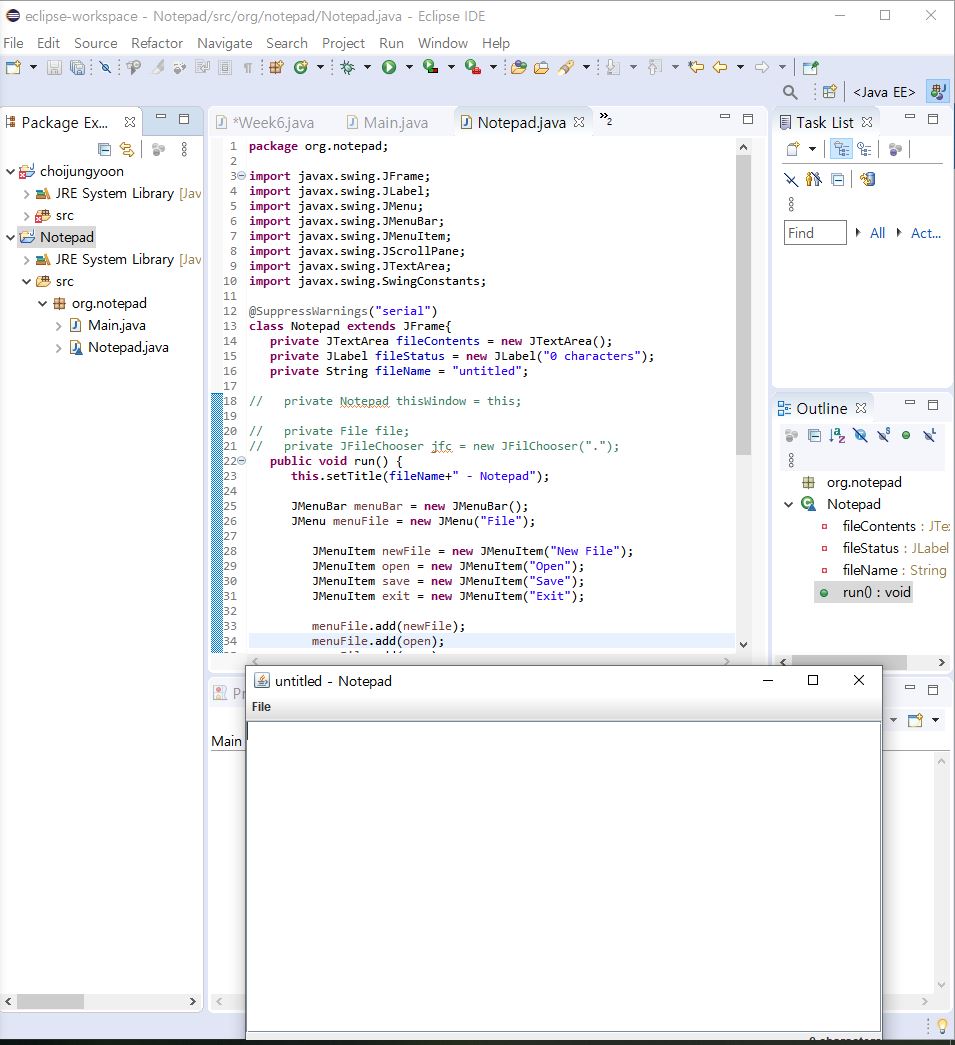 eclipse-workspace - Notepad/src/org/notepad/Notepad.java - Eclipse IDE
File Edit Source Refactor Navigate Search Project Run Window Help
<Java EE>
Package Ex...
*Week6.java
Main.java
Notepad.java
»2
Task List
choijungyoon
JRE System Library [Jav
src
Notepad
JRE System Library [Jav
src
org.notepad
Main.java
Notepad.java
1 package org.notepad;
2
3 import javax.swing.JFrame;
4 import javax.swing.JLabel;
5 import javax.swing.JMenu;
6 import javax.swing.JMenuBar;
7 import javax.swing.JMenuItem;
8 import javax.swing.JScrollPane;
9 import javax.swing.JTextArea;
10 import javax.swing.SwingConstants;
11
12 @SuppressWarnings("serial")
13 class Notepad extends JFrame{
14 private JTextArea fileContents = new JTextArea();
15 private JLabel fileStatus = new JLabel("0 characters");
16 private String fileName = "untitled";
17
18 // private Notepad thisWindow = this;
19
20 // private File file;
21 // private JFileChooser jfc = new JFilChooser(".");
22 public void run() {
23 this.setTitle(fileName+" - Notepad");
24
25 JMenuBar menuBar = new JMenuBar();
26 JMenu menuFile = new JMenu("File");
27
28 JMenuItem newFile = new JMenuItem("New File");
29 JMenuItem open = new JMenuItem("Open");
30 JMenuItem save = new JMenuItem("Save");
31 JMenuItem exit = new JMenuItem("Exit");
32
33 menuFile.add(newFile);
34 menuFile.add(open);
Find
All
Act...
Outline
org.notepad
Notepad
fileContents : JTe
fileStatus : JLabel
fileName : String
run() : void
Pr
Main
untitled - Notepad
File
0 characters